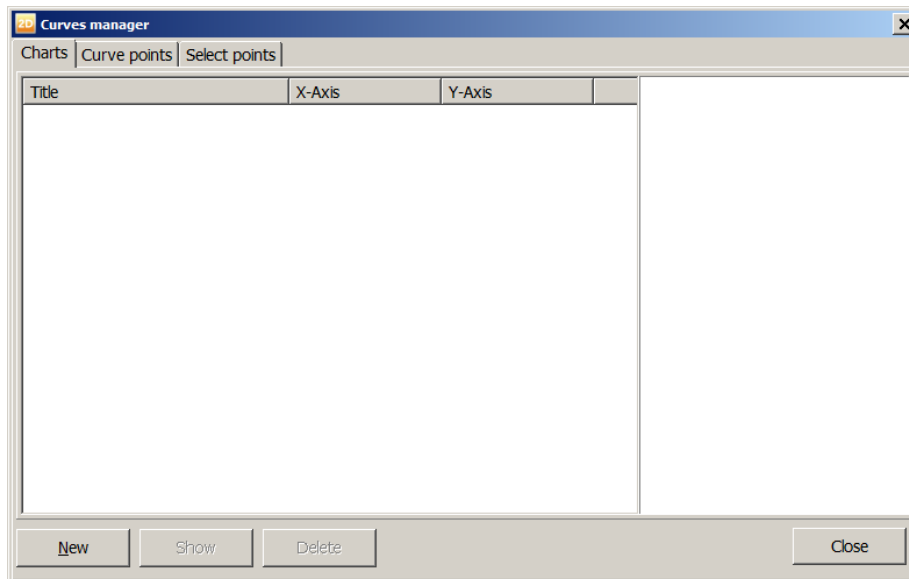 2D Curves manager
Charts Curve points Select points
Title X-Axis Y-Axis
New Show Delete Close